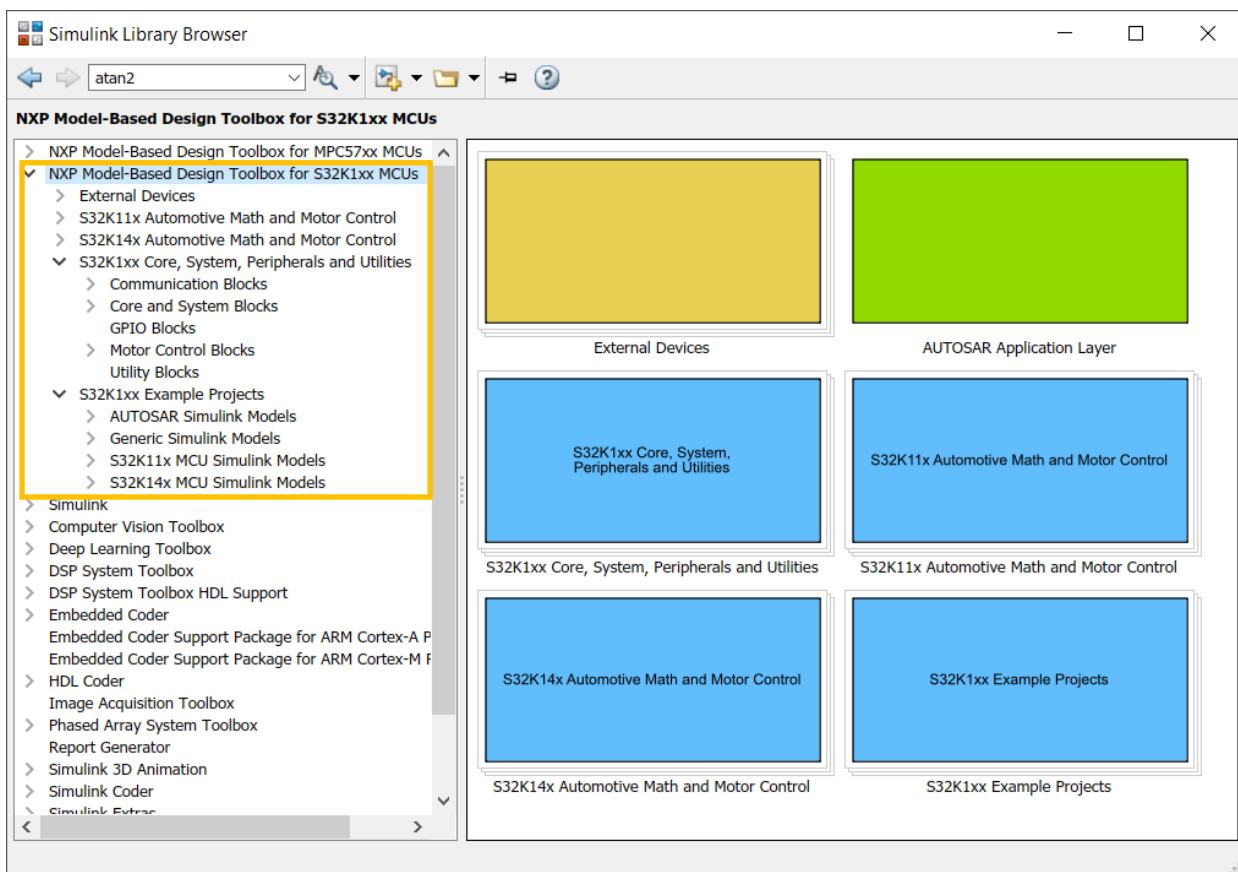 Simulink Library Browser
atan2
NXP Model-Based Design Toolbox for S32K1xx MCUs
NXP Model-Based Design Toolbox for MPC57xx MCUs
NXP Model-Based Design Toolbox for S32K1xx MCUs
External Devices
S32K11x Automotive Math and Motor Control
S32K14x Automotive Math and Motor Control
S32K1xx Core, System, Peripherals and Utilities
Communication Blocks
Core and System Blocks
GPIO Blocks
Motor Control Blocks
Utility Blocks
S32K1xx Example Projects
AUTOSAR Simulink Models
Generic Simulink Models
S32K11x MCU Simulink Models
S32K14x MCU Simulink Models
Simulink
Computer Vision Toolbox
Deep Learning Toolbox
DSP System Toolbox
DSP System Toolbox HDL Support
Embedded Coder
Embedded Coder Support Package for ARM Cortex-A P
Embedded Coder Support Package for ARM Cortex-M
HDL Coder
Image Acquisition Toolbox
Phased Array System Toolbox
Report Generator
Simulink 3D Animation
Simulink Coder
Simulink Extras
External Devices
AUTOSAR Application Layer
S32K1xx Core, System,
Peripherals and Utilities
S32K11x Automotive Math and Motor Control
S32K1xx Core, System, Peripherals and Utilities
S32K11x Automotive Math and Motor Control
S32K14x Automotive Math and Motor Control
S32K1xx Example Projects
S32K14x Automotive Math and Motor Control
S32K1xx Example Projects